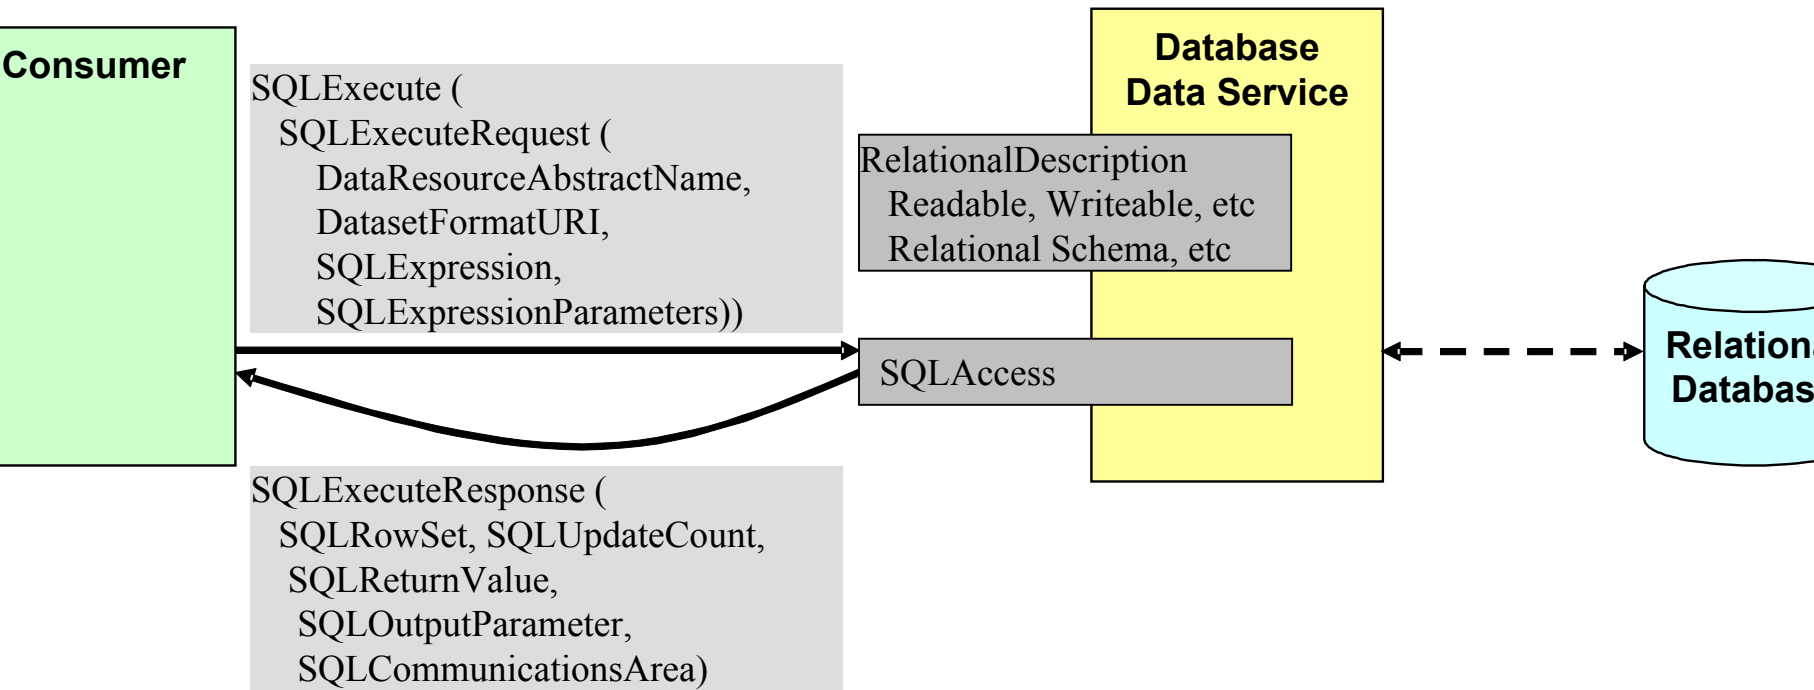 Consumer
SQLExecute (
SQLExecuteRequest (
DataResourceAbstractName,
DatasetFormatURI,
SQLExpression,
SQLExpressionParameters))
Database
Data Service
RelationalDescription
Readable, Writeable, etc
Relational Schema, etc
SQLAccess
SQLExecuteResponse (
SQLRowSet, SQLUpdateCount,
SQLReturnValue,
SQLOutputParameter,
SQLCommunicationsArea)